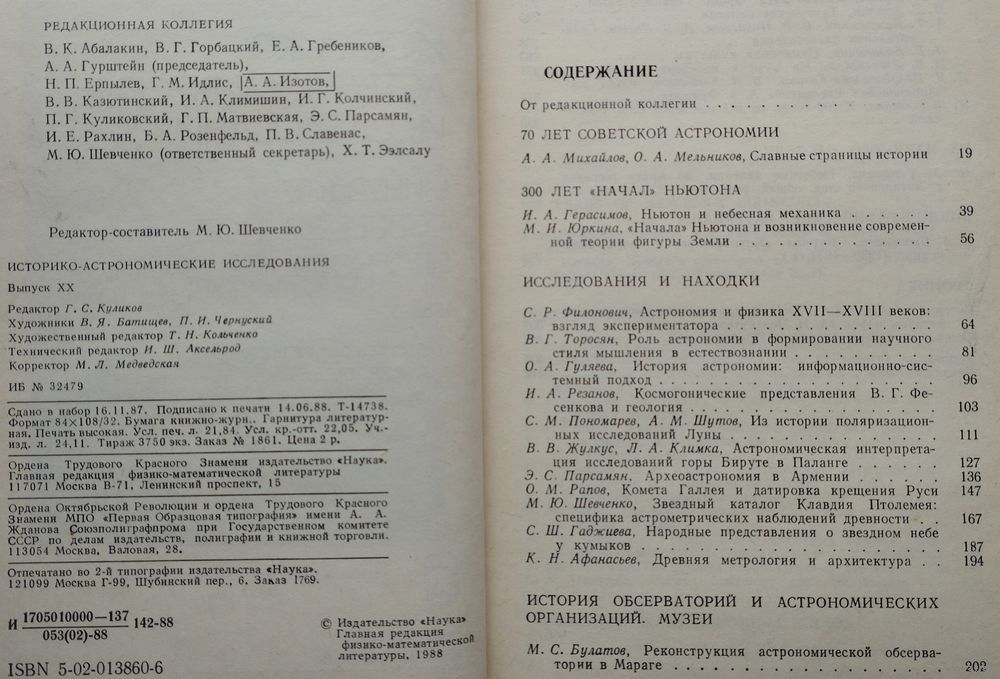 РЕДАКЦИОННАЯ КОЛЛЕГИЯ
В. К. Абалакин, В. Г. Горбацкий, Е. А. Гребеников,
А. А. Гурштейн (председатель),
Н. П. Ерпылев, Г. М. Идлис, А. А. Изотов,
В. В. Казютинский, И. А. Климишин, И. Г. Колчинский,
П. Г. Куликовский, Г. П. Матвиевская, Э. С. Парсамян,
И. Е. Рахлин, Б. А. Розенфельд, П. В. Славенас,
М. Ю. Шевченко (ответственный секретарь), Х. Т. Ээлсалу
Редактор-составитель М. Ю. Шевченко
ИСТОРИКО-АСТРОНОМИЧЕСКИЕ ИССЛЕДОВАНИЯ
Выпуск XX
Редактор Г. С. Куликов
Художники В. Я. Батищев, П. И. Чернуский
Художественный редактор Т. Н. Кольченко
Технический редактор И. Ш. Аксельрод
Корректор М. Л. Медведская
ИБ № 32479
Сдано в набор 16.11.87. Подписано к печати 14.06.88. Т-14738.
Формат 84×108/32. Бумага книжно-журн.. Гарнитура литератур-
ная. Печать высокая. Усл. печ. л. 21,84. Усл. кр.-отт. 22,05. Уч.-
изд. л. 24,11. Тираж 3750 экз. Заказ № 1861. Цена 2 р.
Ордена Трудового Красного Знамени издательство «Наука».
Главная редакция физико-математической литературы
117071 Москва В-71, Ленинский проспект, 15
Ордена Октябрьской Революции и ордена Трудового Красного
Знамени МПО «Первая Образцовая типография» имени А. А.
Жданова Союзполиграфпрома при Государственном комитете
СССР по делам издательств, полиграфии и книжной торговли.
113054 Москва, Валовая, 28.
Отпечатано во 2-й типографии издательства «Наука».
121099 Москва Г-99, Шубинский пер., 6. Заказ 1769.
И 1705010000—137 142-88
053(02)-88
© Издательство «Наука»
Главная редакция
физико-математической
литературы, 1988
ISBN 5-02-013860-6
СОДЕРЖАНИЕ
От редакционной коллегии . . . . . . . . . . . . . .
70 ЛЕТ СОВЕТСКОЙ АСТРОНОМИИ
А. А. Михайлов, О. А. Мельников, Славные страницы истории 19
300 ЛЕТ «НАЧАЛ» НЬЮТОНА
И. А. Герасимов, Ньютон и небесная механика . . . . . . 39
М. И. Юркина, «Начала» Ньютона и возникновение современ-
ной теории фигуры Земли . . . . . . . . . . . . . 56
ИССЛЕДОВАНИЯ И НАХОДКИ
С. Р. Филонович, Астрономия и физика XVII—XVIII веков:
взгляд экспериментатора . . . . . . . . . . . . . 64
В. Г. Торосян, Роль астрономии в формировании научного
стиля мышления в естествознании . . . . . . . . . 81
О. А. Гуляева, История астрономии: информационно-сис-
темный подход . . . . . . . . . . . . . . . . . 96
И. А. Резанов, Космогонические представления В. Г. Фе-
сенкова и геология . . . . . . . . . . . . . . . 103
С. М. Пономарев, А. М. Шутов, Из истории поляризацион-
ных исследований Луны . . . . . . . . . . . . . 111
В. В. Жулкус, Л. А. Климка, Астрономическая интерпрета-
ция исследований горы Бируте в Паланге . . . . . . 127
Э. С. Парсамян, Археоастрономия в Армении . . . . . . 136
О. М. Рапов, Комета Галлея и датировка крещения Руси 147
М. Ю. Шевченко, Звездный каталог Клавдия Птолемея:
специфика астрометрических наблюдений древности . . 167
С. Ш. Гаджиева, Народные представления о звездном небе
у кумыков . . . . . . . . . . . . . . . . . . . 187
К. Н. Афанасьев, Древняя метрология и архитектура . . 194
ИСТОРИЯ ОБСЕРВАТОРИЙ И АСТРОНОМИЧЕСКИХ
ОРГАНИЗАЦИЙ. МУЗЕИ
М. С. Булатов, Реконструкция астрономической обсерва-
тории в Мараге . . . . . . . . . . . . . . . . . 202